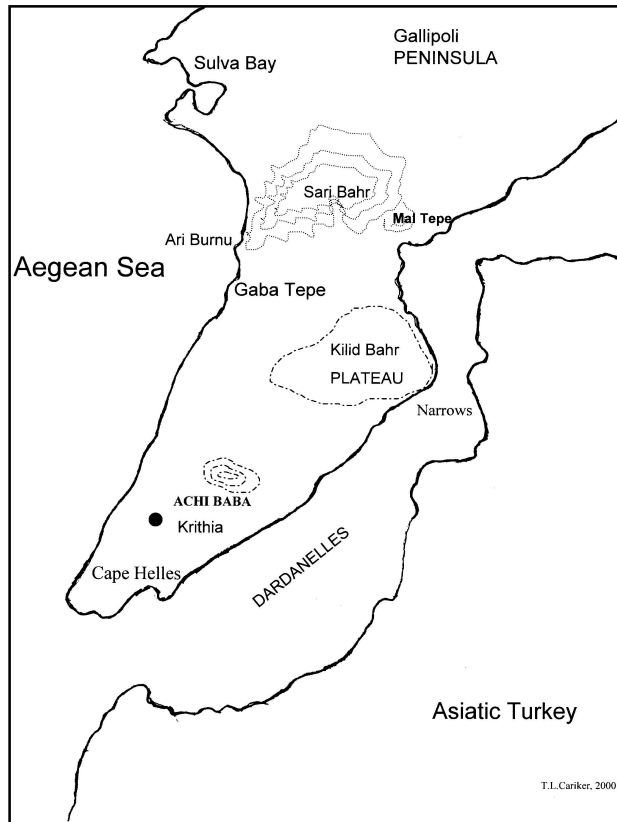 Gallipoli
PENINSULA
Sulva Bay
Sari Bahr
Mal Tepe
Ari Burnu
Aegean Sea
Gaba Tepe
Kilid Bahr
PLATEAU
Narrows
ACHI BABA
Krithia
Cape Helles
DARDANELLES
Asiatic Turkey
T.L.Cariker, 2000